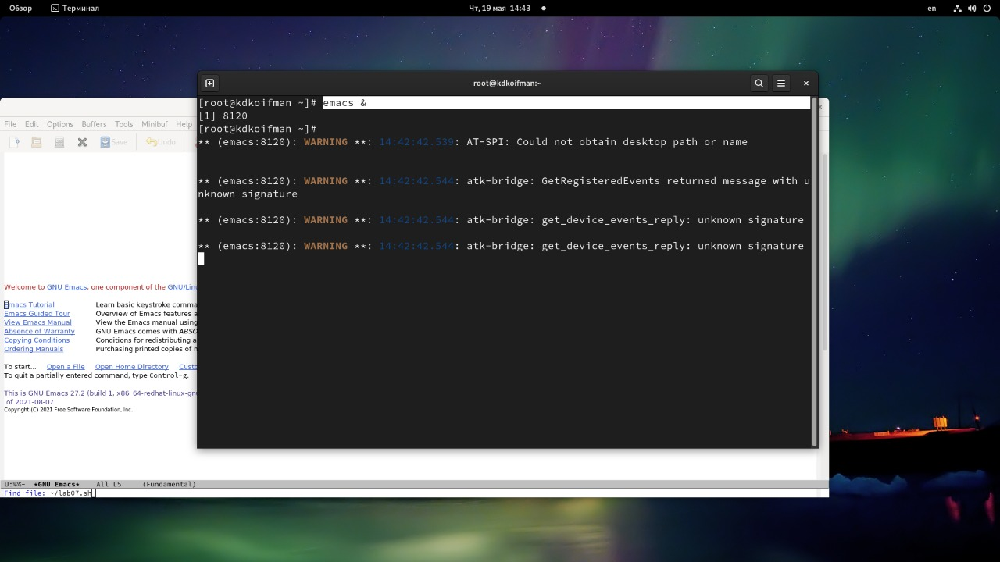 Обзор Терминал Чт, 19 мая 14:43 en
root@kdkoifman:~
[root@kdkoifman ~]# emacs &
[1] 8120
[root@kdkoifman ~]#
** (emacs:8120): WARNING **: 14:42:42.539: AT-SPI: Could not obtain desktop path or name
** (emacs:8120): WARNING **: 14:42:42.544: atk-bridge: GetRegisteredEvents returned message with u
nknown signature
** (emacs:8120): WARNING **: 14:42:42.544: atk-bridge: get_device_events_reply: unknown signature
** (emacs:8120): WARNING **: 14:42:42.544: atk-bridge: get_device_events_reply: unknown signature
File Edit Options Buffers Tools Minibuf Help
Save Undo
Welcome to GNU Emacs, one component of the GNU/Lin
Emacs Tutorial Learn basic keystroke comma
Emacs Guided Tour Overview of Emacs features a
View Emacs Manual View the Emacs manual using
Absence of Warranty GNU Emacs comes with ABSO
Copying Conditions Conditions for redistributing a
Ordering Manuals Purchasing printed copies of m
To start... Open a File Open Home Directory Custo
To quit a partially entered command, type Control-g.
This is GNU Emacs 27.2 (build 1, x86_64-redhat-linux-gnu
of 2021-08-07
Copyright (C) 2021 Free Software Foundation, Inc.
U:%%- *GNU Emacs* All L5 (Fundamental)
Find file: ~/lab07.sh